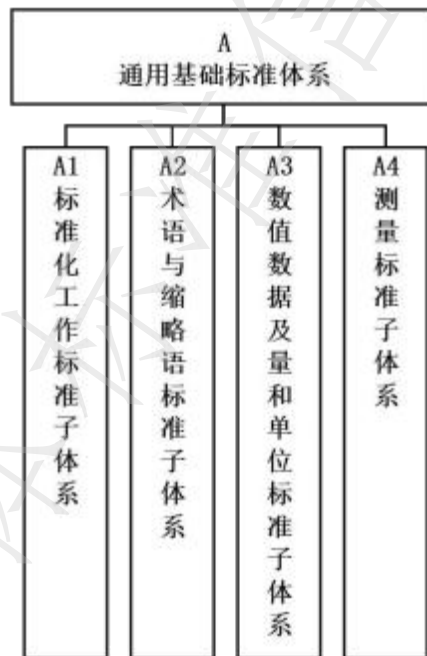 A
通用基础标准体系
A1
标准化工作标准子体系
A2
术语与缩略语标准子体系
A3
数值数据及量和单位标准子体系
A4
测量标准子体系